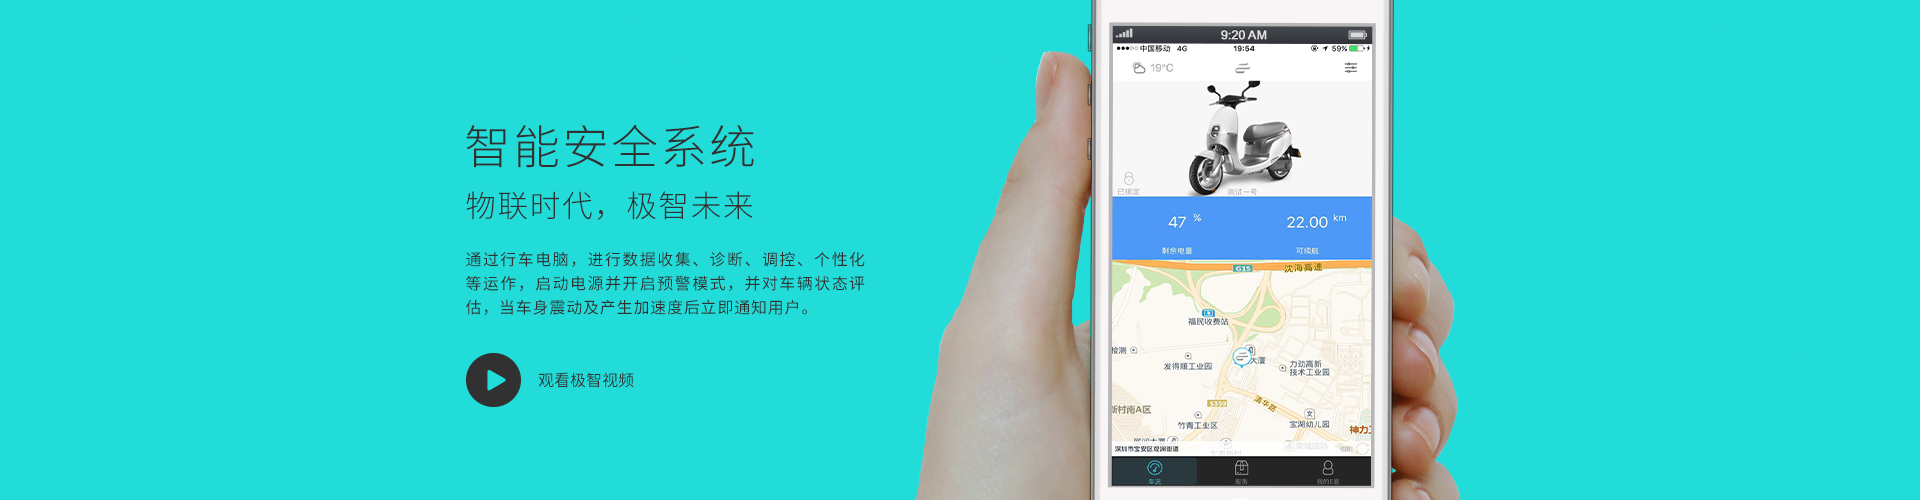 智能安全系统
物联时代，极智未来
通过行车电脑，进行数据收集、诊断、调控、个性化
等运作，启动电源并开启预警模式，并对车辆状态评
估，当车身震动及产生加速度后立即通知用户。
观看极智视频
9:20 AM
中国移动 4G 19:54 59%
19°C
已锁定 测试一号
47 % 22.00 km
剩余电量 可续航
G15 沈海高速
福民收费站
检测
大厦
发得顺工业园
力劲高新
技术工业园
S359
清华路
新村南A区
竹青工业区
宝湖幼儿园
神力工
深圳市宝安区观澜街道
车况 服务